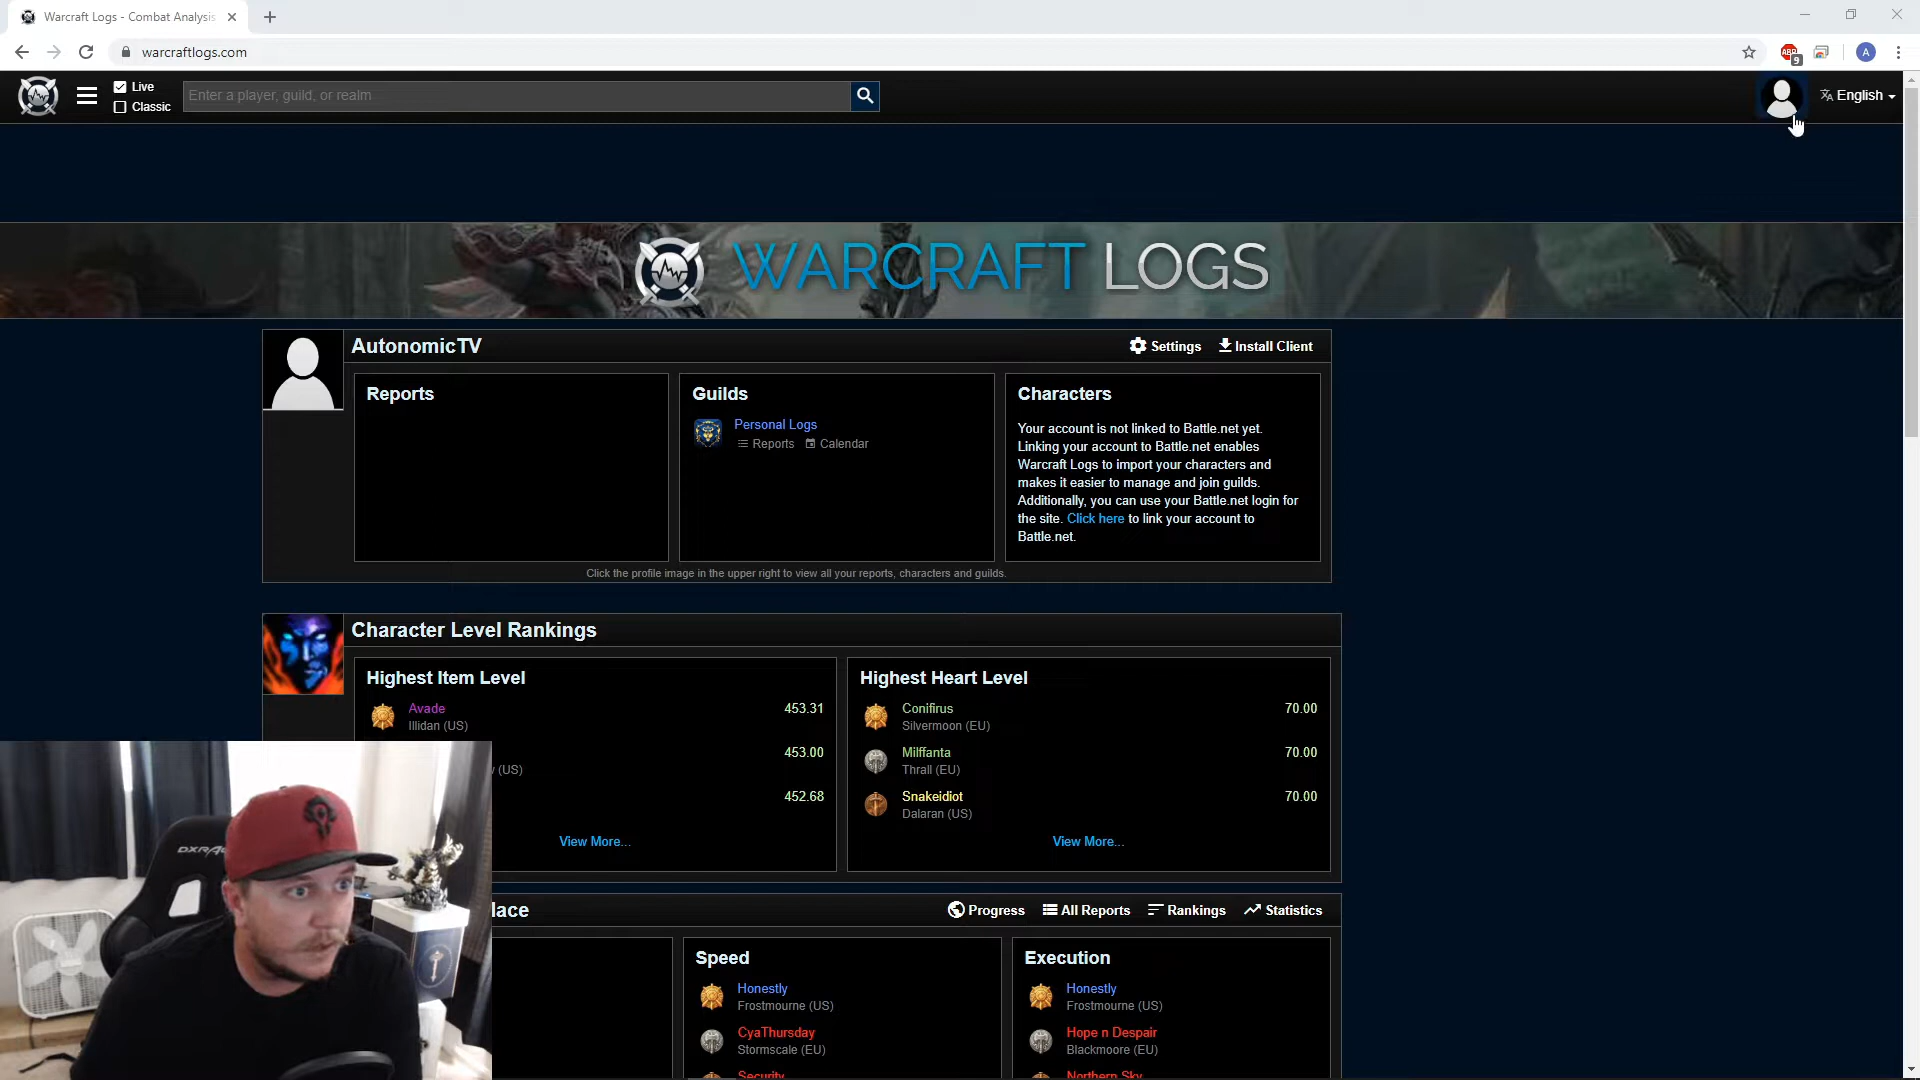 Warcraft Logs - Combat Analysis
warcraftlogs.com
ABP
9
A
Live
Classic
Enter a player, guild, or realm
English
WARCRAFT LOGS
AutonomicTV
Settings
Install Client
Reports
Guilds
Personal Logs
Reports
Calendar
Characters
Your account is not linked to Battle.net yet.
Linking your account to Battle.net enables
Warcraft Logs to import your characters and
makes it easier to manage and join guilds.
Additionally, you can use your Battle.net login for
the site. Click here to link your account to
Battle.net.
Click the profile image in the upper right to view all your reports, characters and guilds.
Character Level Rankings
Highest Item Level
Avade
453.31
Illidan (US)
453.00
(US)
452.68
View More...
Highest Heart Level
Conifirus
70.00
Silvermoon (EU)
Milffanta
70.00
Thrall (EU)
Snakeidiot
70.00
Dalaran (US)
View More...
lace
Progress
All Reports
Rankings
Statistics
Speed
Honestly
Frostmourne (US)
CyaThursday
Stormscale (EU)
Security
Execution
Honestly
Frostmourne (US)
Hope n Despair
Blackmoore (EU)
Northern Sky